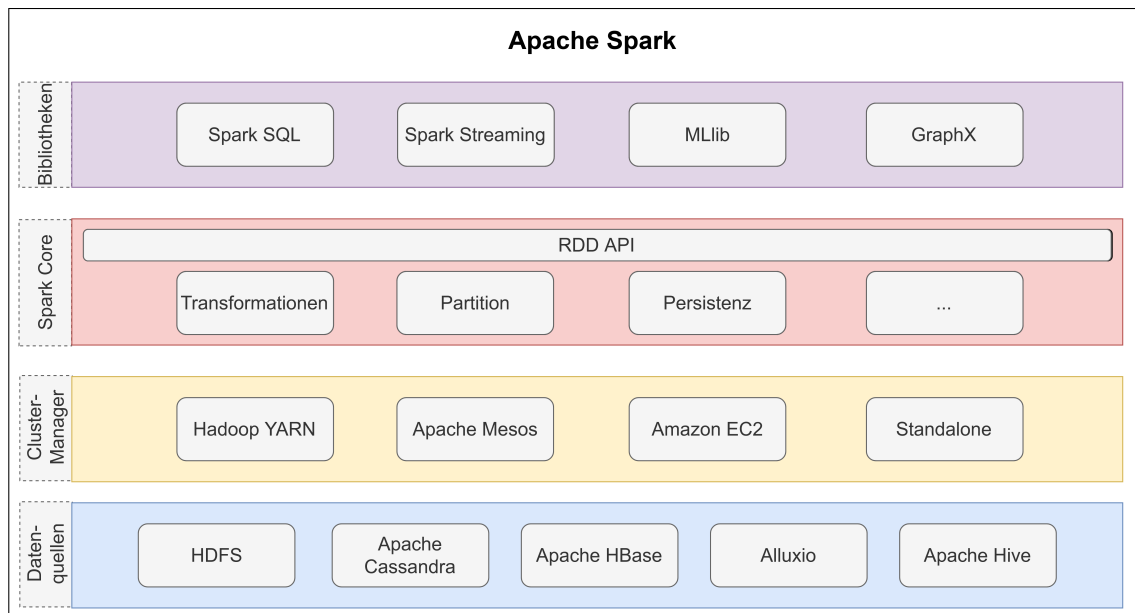 Apache Spark
Bibliotheken
Spark SQL
Spark Streaming
MLlib
GraphX
Spark Core
RDD API
Transformationen
Partition
Persistenz
...
Cluster-
Manager
Hadoop YARN
Apache Mesos
Amazon EC2
Standalone
Daten-
quellen
HDFS
Apache
Cassandra
Apache HBase
Alluxio
Apache Hive